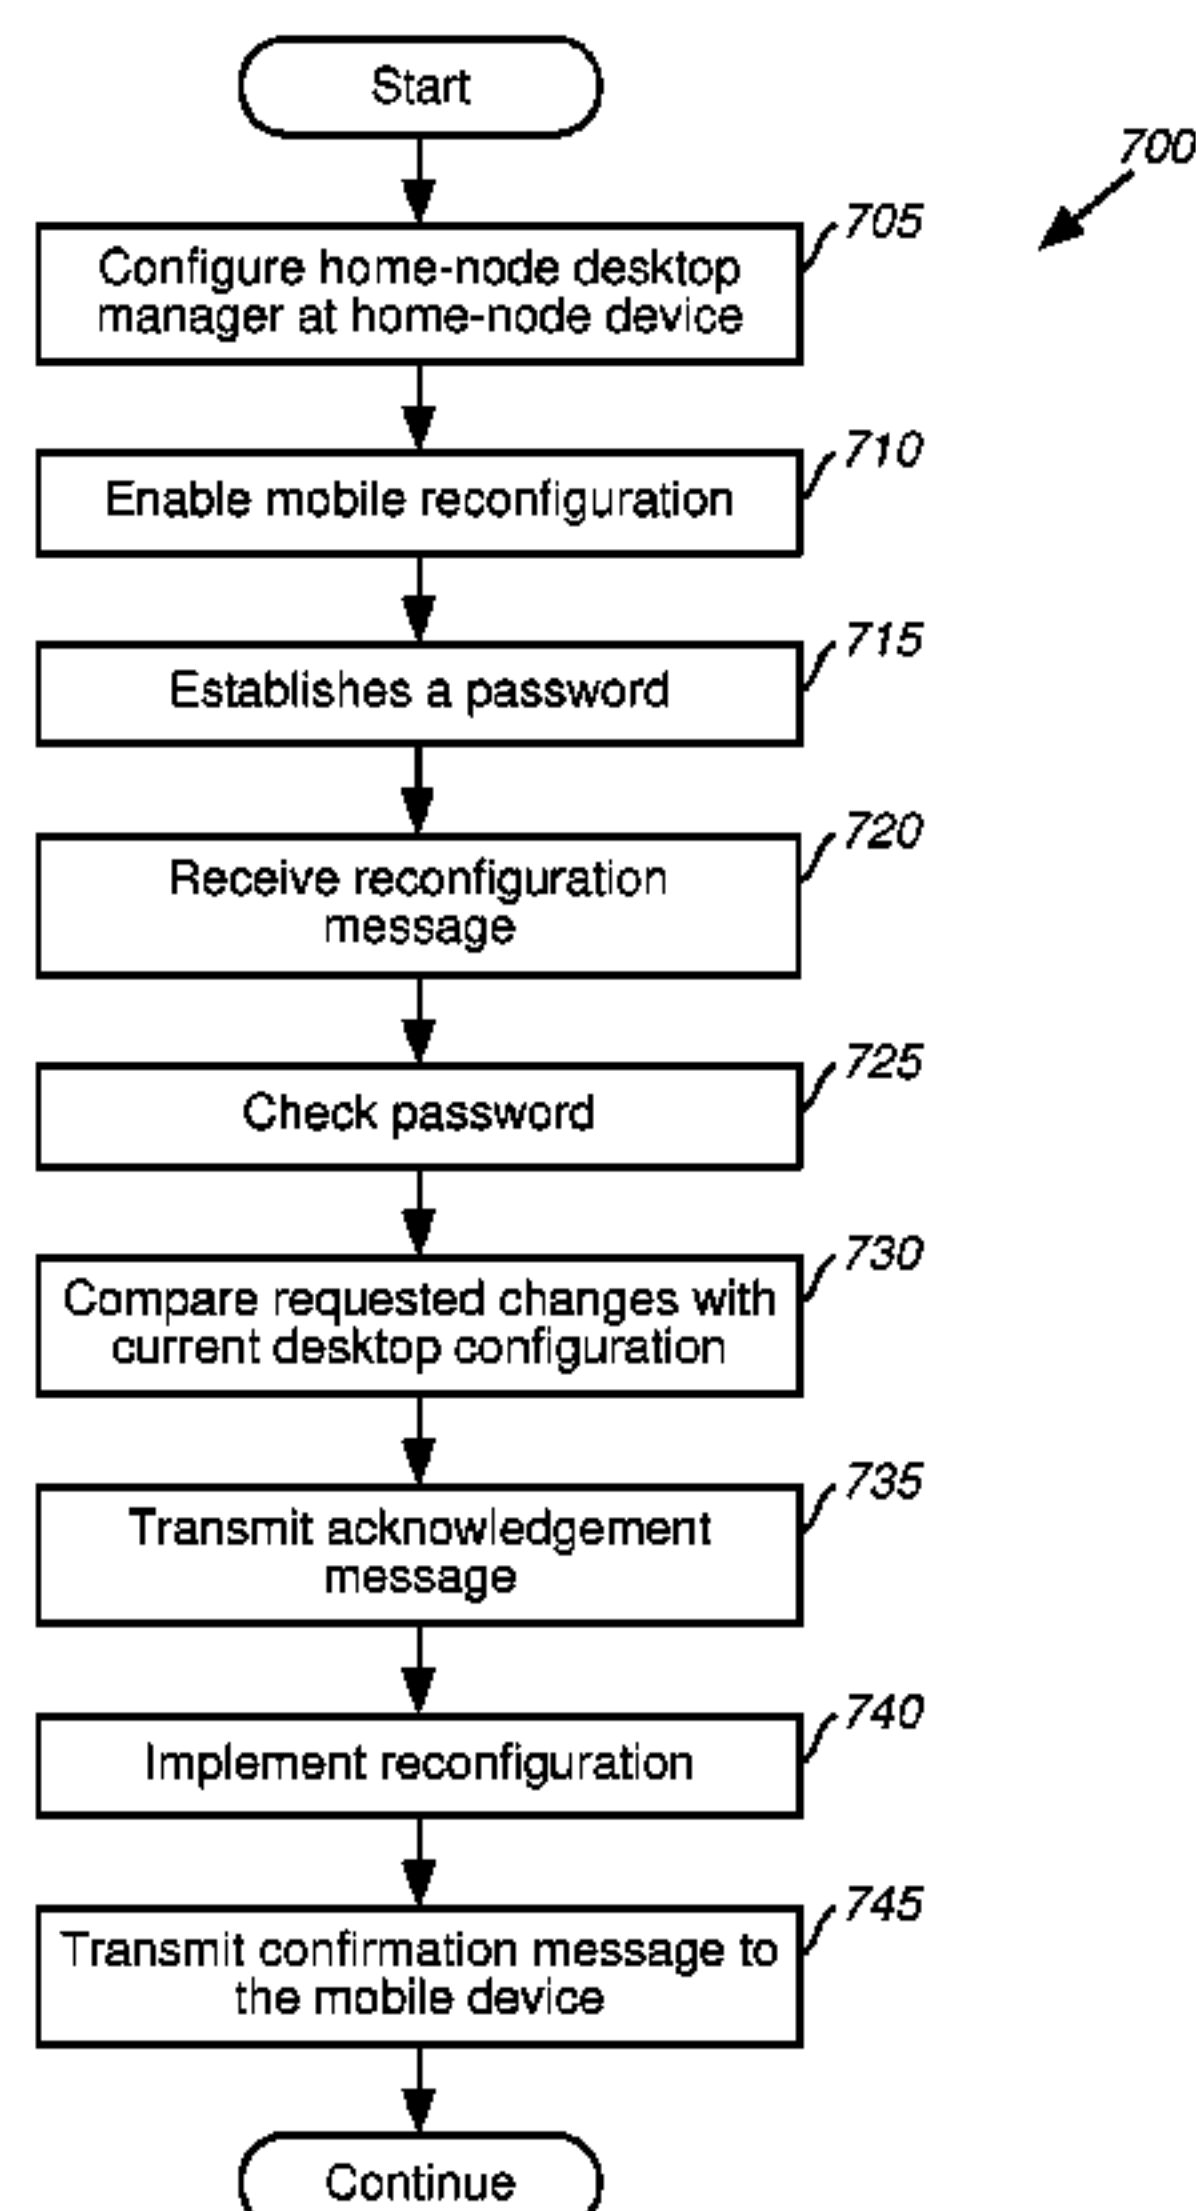 Start
700
705
Configure home-node desktop
manager at home-node device
710
Enable mobile reconfiguration
715
Establishes a password
720
Receive reconfiguration
message
725
Check password
730
Compare requested changes with
current desktop configuration
735
Transmit acknowledgement
message
740
Implement reconfiguration
745
Transmit confirmation message to
the mobile device
Continue